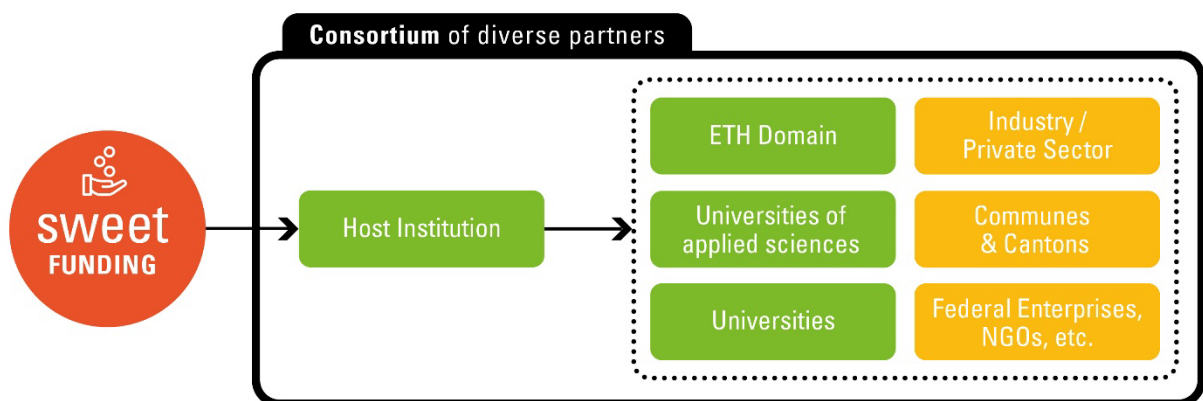 Consortium of diverse partners
sweet
FUNDING
Host Institution
ETH Domain
Industry /
Private Sector
Universities of
applied sciences
Communes
& Cantons
Universities
Federal Enterprises,
NGOs, etc.